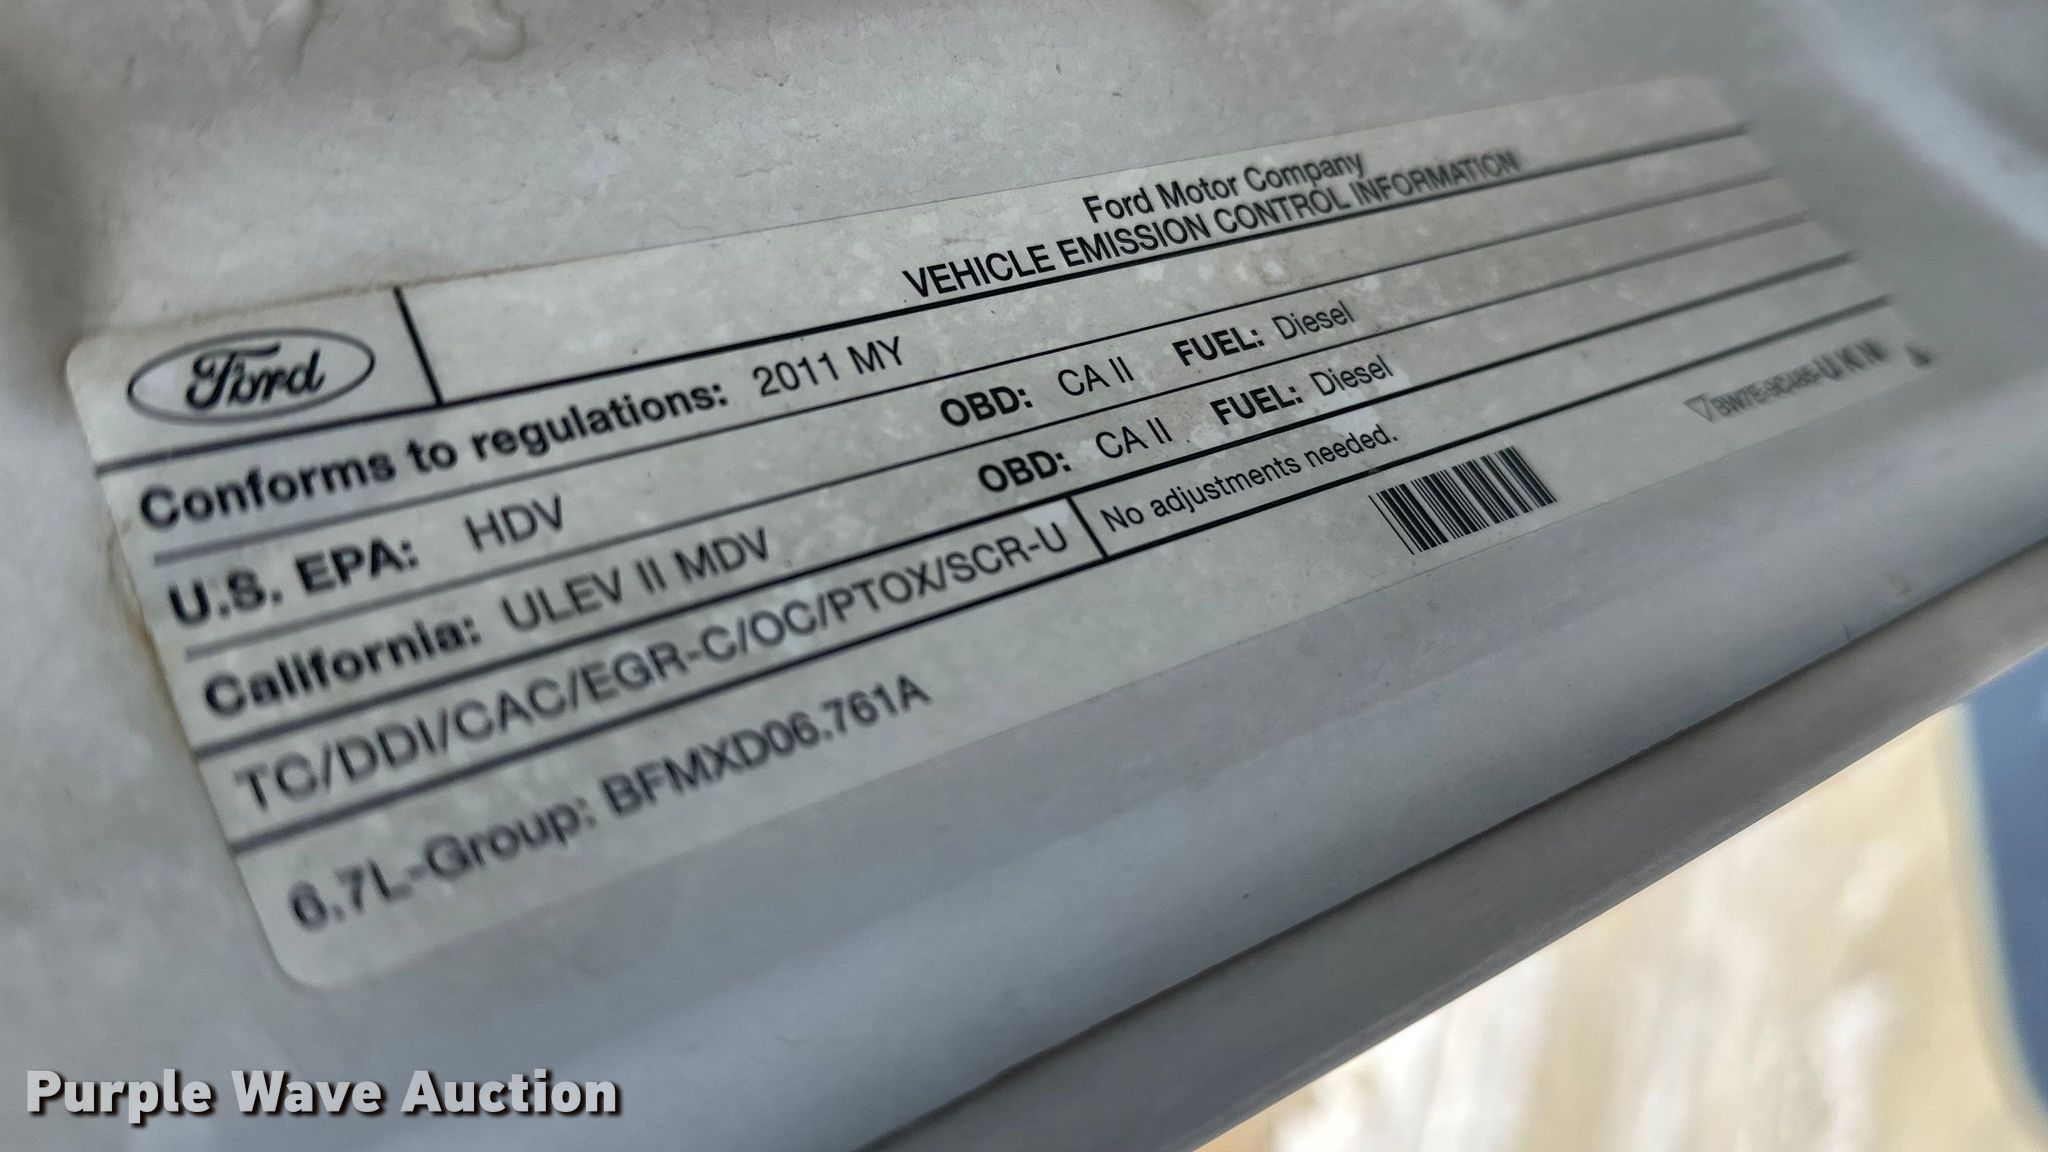 Ford Motor Company
VEHICLE EMISSION CONTROL INFORMATION
Ford
Conforms to regulations: 2011 MY
U.S. EPA: HDV OBD: CA II FUEL: Diesel
California: ULEV II MDV OBD: CA II FUEL: Diesel
TC/DDI/CAC/EGR-C/OC/PTOX/SCR-U No adjustments needed.
6.7L-Group: BFMXD06.761A
Purple Wave Auction